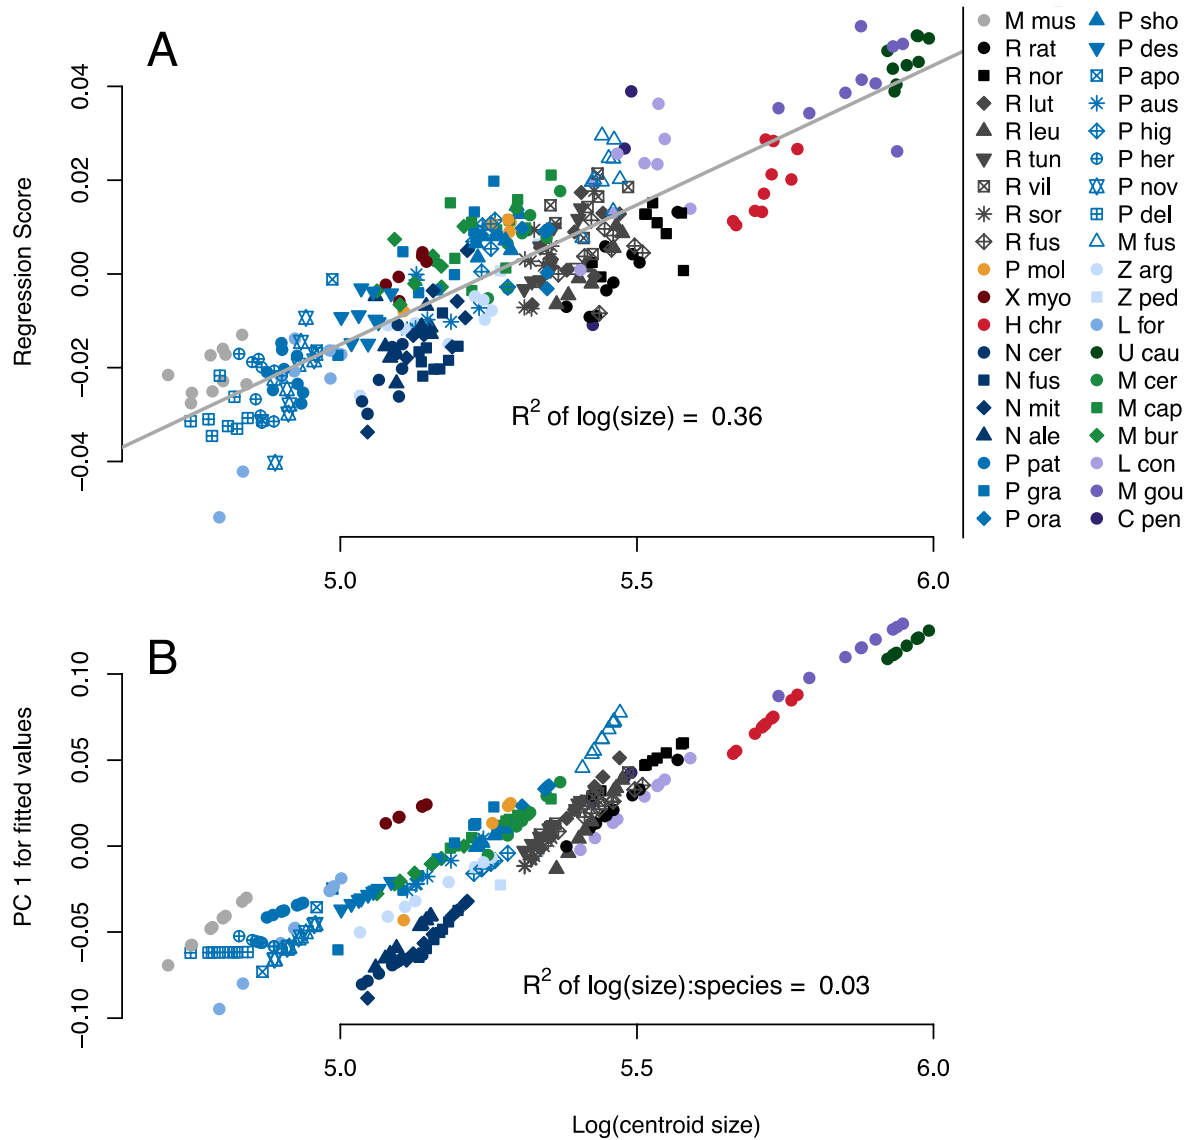 A
Regression Score
0.04
0.02
0.00
−0.02
−0.04
R² of log(size) = 0.36
5.0 5.5 6.0
M mus
R rat
R nor
R lut
R leu
R tun
R vil
R sor
R fus
P mol
X myo
H chr
N cer
N fus
N mit
N ale
P pat
P gra
P ora
P sho
P des
P apo
P aus
P hig
P her
P nov
P del
M fus
Z arg
Z ped
L for
U cau
M cer
M cap
M bur
L con
M gou
C pen
B
PC 1 for fitted values
0.10
0.05
0.00
−0.05
−0.10
R² of log(size):species = 0.03
5.0 5.5 6.0
Log(centroid size)